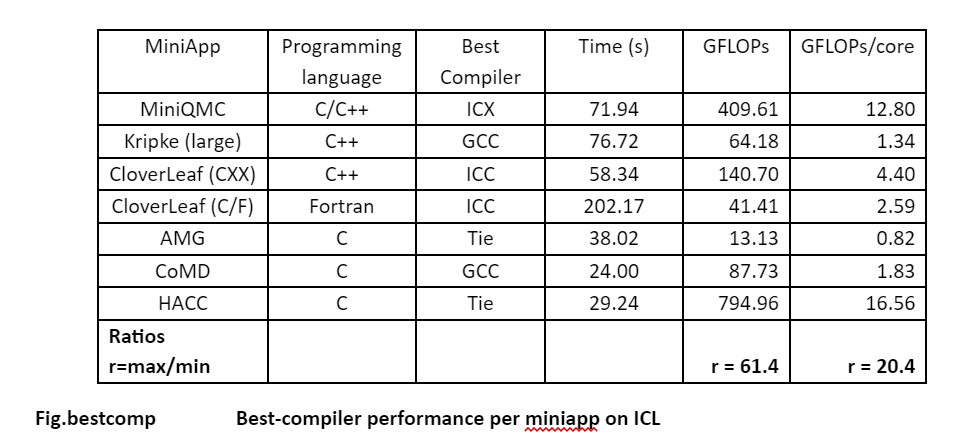 MiniApp Programming language Best Compiler Time (s) GFLOPs GFLOPs/core
MiniQMC C/C++ ICX 71.94 409.61 12.80
Kripke (large) C++ GCC 76.72 64.18 1.34
CloverLeaf (CXX) C++ ICC 58.34 140.70 4.40
CloverLeaf (C/F) Fortran ICC 202.17 41.41 2.59
AMG C Tie 38.02 13.13 0.82
CoMD C GCC 24.00 87.73 1.83
HACC C Tie 29.24 794.96 16.56
Ratios
r=max/min r = 61.4 r = 20.4
Fig.bestcomp Best-compiler performance per miniapp on ICL